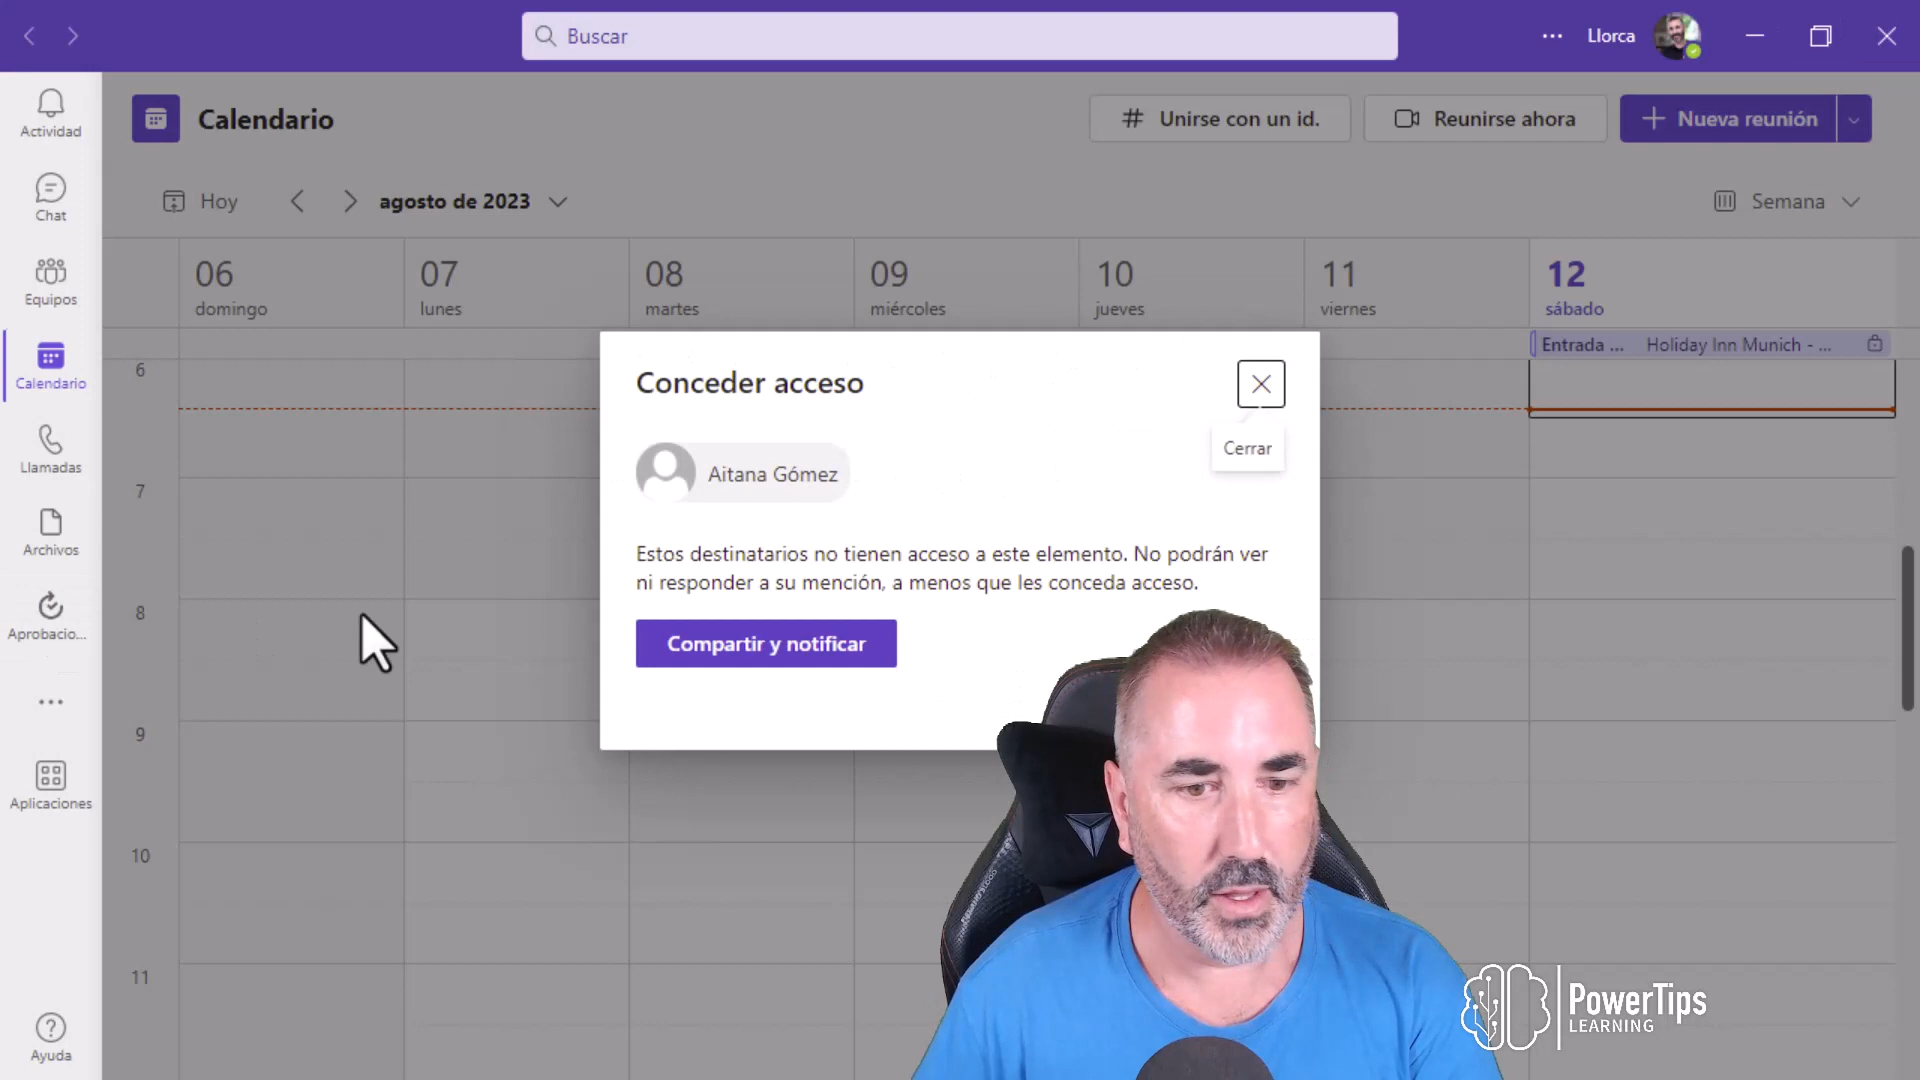 Buscar
Llorca
Actividad
Chat
Equipos
Calendario
Llamadas
Archivos
Aprobacio...
Aplicaciones
Ayuda
Calendario
Unirse con un id.
Reunirse ahora
Nueva reunión
Hoy
agosto de 2023
Semana
06
domingo
07
lunes
08
martes
09
miércoles
10
jueves
11
viernes
12
sábado
Entrada ... Holiday Inn Munich - ...
6
7
8
9
10
11
Conceder acceso
Cerrar
Aitana Gómez
Estos destinatarios no tienen acceso a este elemento. No podrán ver
ni responder a su mención, a menos que les conceda acceso.
Compartir y notificar
PowerTips
LEARNING